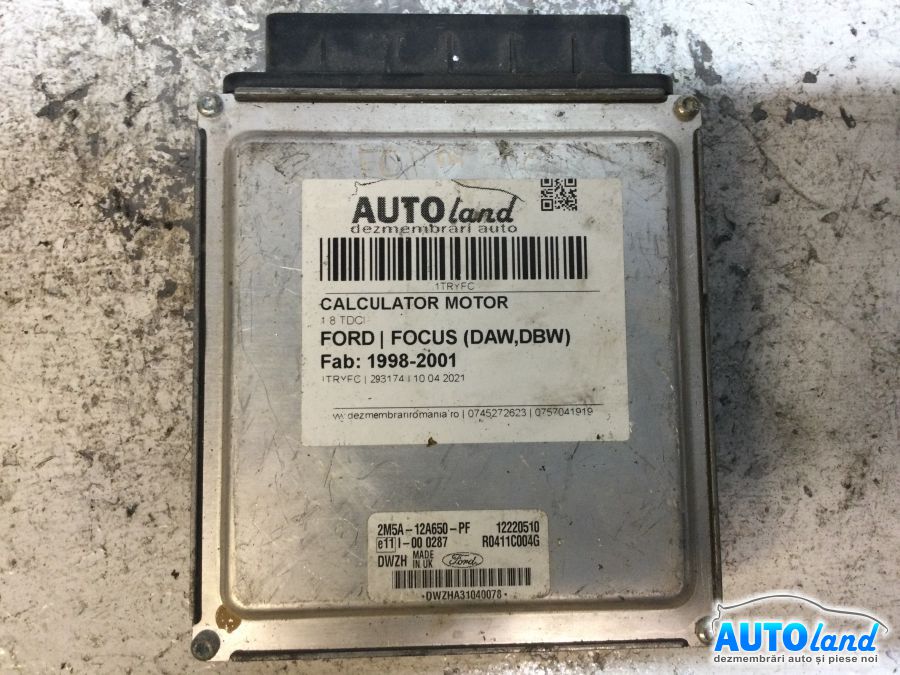 AUTOland
dezmembrări auto
1TRYFC
CALCULATOR MOTOR
1.8 TDCI
FORD | FOCUS (DAW,DBW)
Fab: 1998-2001
1TRYFC | 293174 | 10 04 2021
dezmembrariromania.ro | 0745272623 | 0757041919
2M5A-12A650-PF 12220510
e11 I-00 0287 R0411C004G
DWZH MADE IN UK Ford
*DWZHA31040078*
AUTOland
dezmembrări auto și piese noi